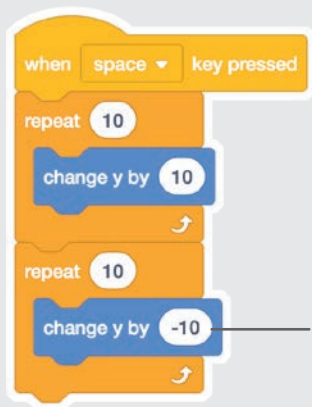 when space key pressed
repeat 10
change y by 10
repeat 10
change y by -10